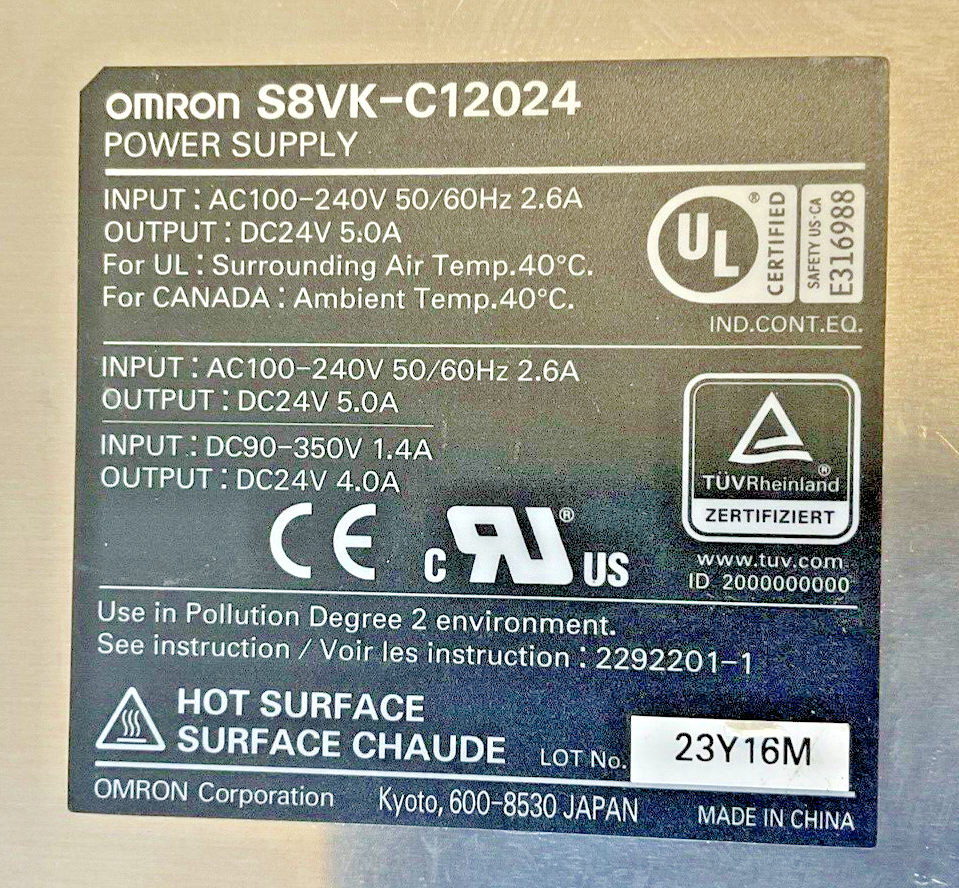 omron S8VK-C12024
POWER SUPPLY
INPUT : AC100-240V 50/60Hz 2.6A
OUTPUT : DC24V 5.0A
For UL : Surrounding Air Temp.40°C.
For CANADA : Ambient Temp.40°C.
UL® CERTIFIED
SAFETY US·CA
E316988
IND.CONT.EQ.
INPUT : AC100-240V 50/60Hz 2.6A
OUTPUT : DC24V 5.0A
INPUT : DC90-350V 1.4A
OUTPUT : DC24V 4.0A
CE c RU® US
®
TÜVRheinland
ZERTIFIZIERT
www.tuv.com
ID 2000000000
Use in Pollution Degree 2 environment.
See instruction / Voir les instruction : 2292201-1
HOT SURFACE
SURFACE CHAUDE
LOT No. 23Y16M
OMRON Corporation Kyoto, 600-8530 JAPAN MADE IN CHINA